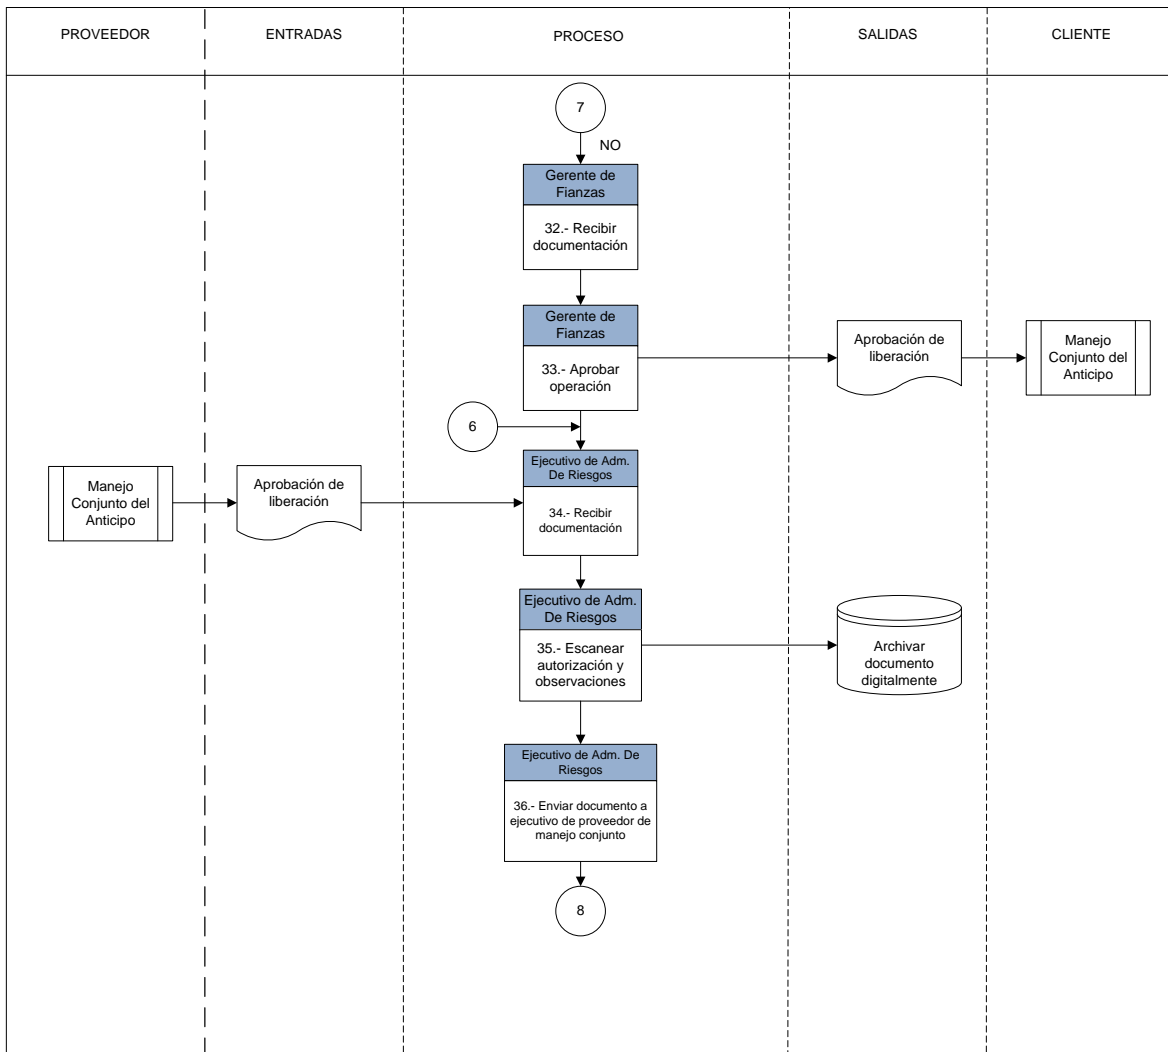 PROVEEDOR
ENTRADAS
PROCESO
SALIDAS
CLIENTE
7
NO
Gerente de
Fianzas
32.- Recibir
documentación
Gerente de
Fianzas
33.- Aprobar
operación
Aprobación de
liberación
Manejo
Conjunto del
Anticipo
6
Manejo
Conjunto del
Anticipo
Aprobación de
liberación
Ejecutivo de Adm.
De Riesgos
34.- Recibir
documentación
Ejecutivo de Adm.
De Riesgos
35.- Escanear
autorización y
observaciones
Archivar
documento
digitalmente
Ejecutivo de Adm. De
Riesgos
36.- Enviar documento a
ejecutivo de proveedor de
manejo conjunto
8